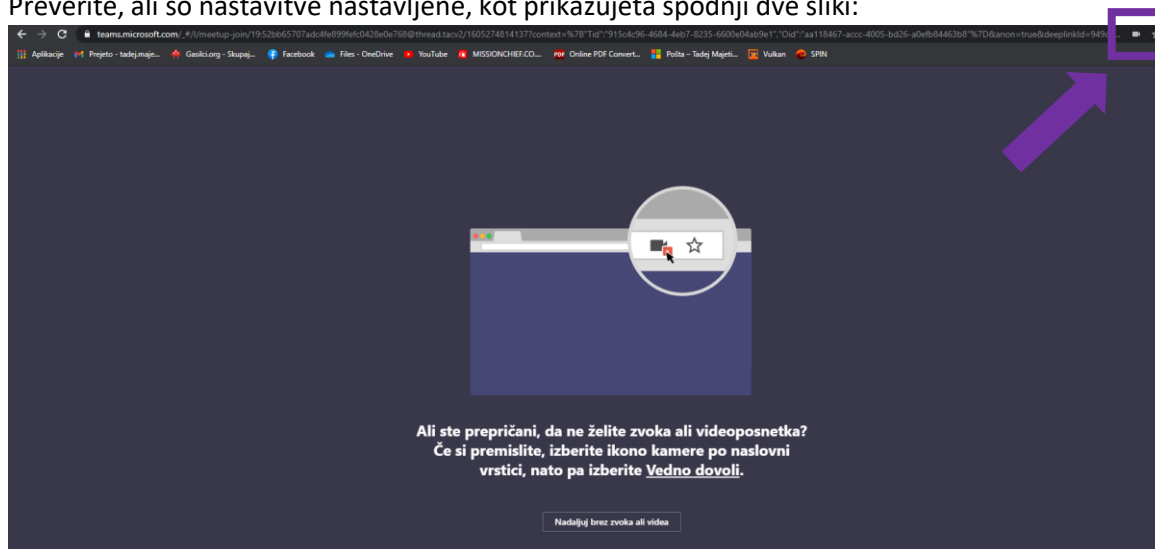 Preverite, ali so nastavitve nastavljene, kot prikazujeta spodnji dve sliki:
teams.microsoft.com/_#/l/meetup-join/
Aplikacije Prejeto - tadej.maje... Gasilci.org - Skupaj... Facebook Files - OneDrive YouTube MISSIONCHIEF.CO... PDF Online PDF Convert... Pošta – Tadej Majeti... Vulkan SPIN
Ali ste prepričani, da ne želite zvoka ali videoposnetka?
Če si premislite, izberite ikono kamere po naslovni
vrstici, nato pa izberite Vedno dovoli.
Nadaljuj brez zvoka ali videa